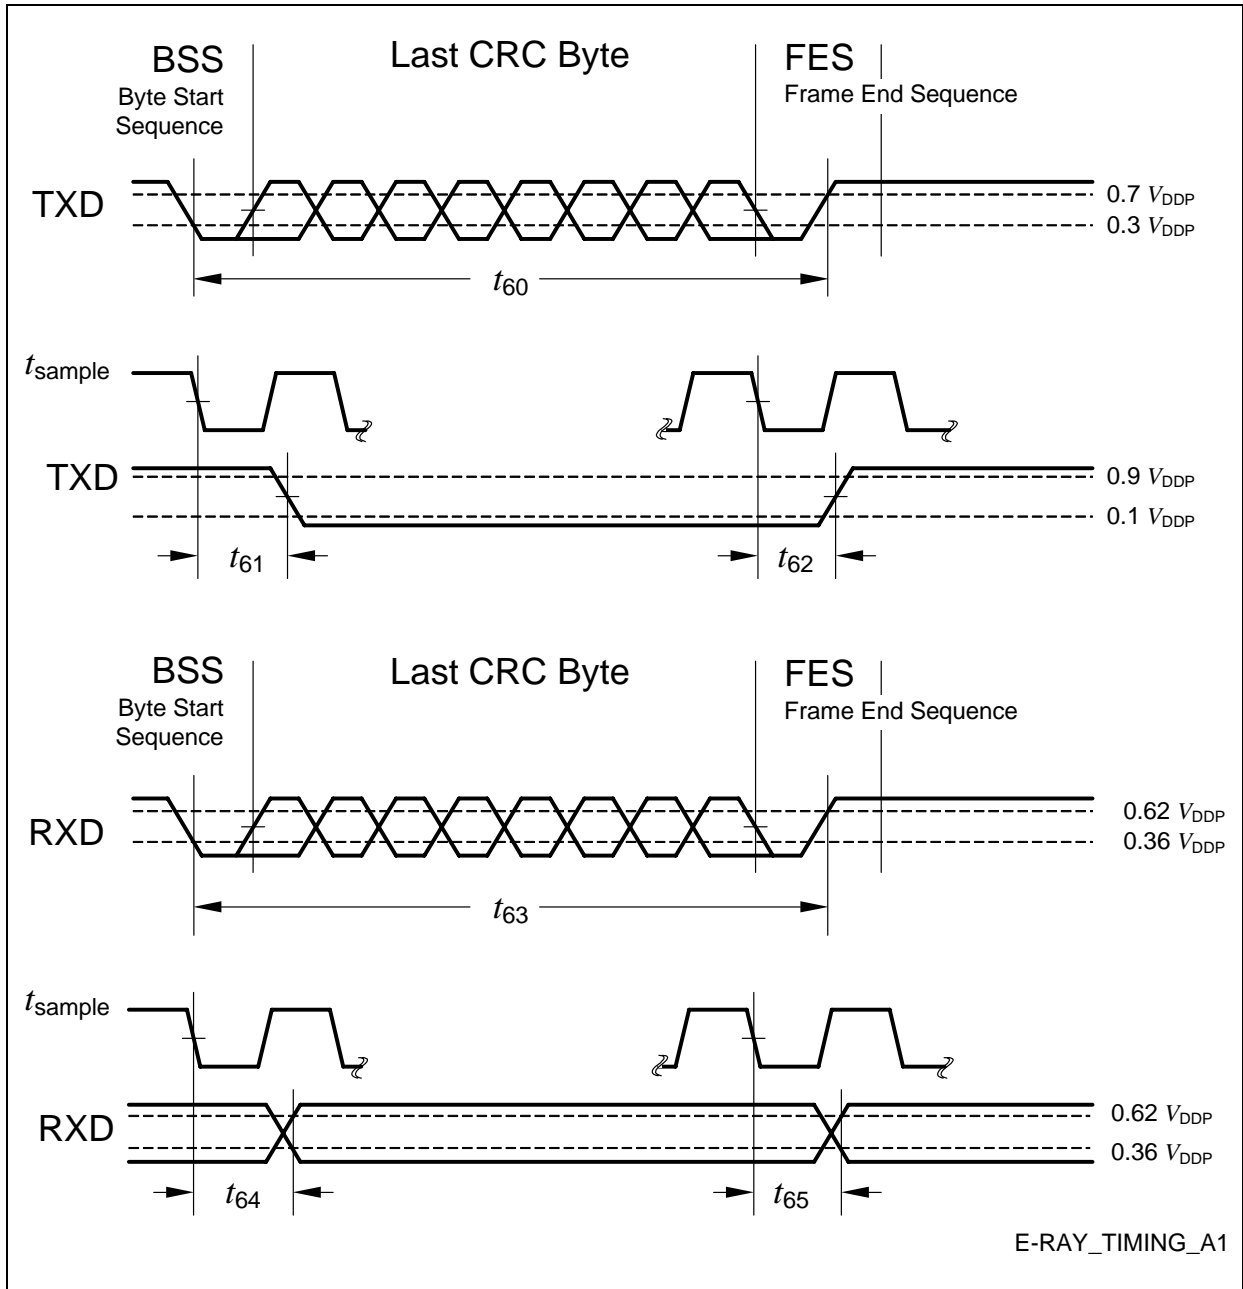 BSS
Byte Start
Sequence
Last CRC Byte
FES
Frame End Sequence
TXD
0.7 VDDP
0.3 VDDP
t60
tsample
TXD
0.9 VDDP
0.1 VDDP
t61
t62
BSS
Byte Start
Sequence
Last CRC Byte
FES
Frame End Sequence
RXD
0.62 VDDP
0.36 VDDP
t63
tsample
RXD
0.62 VDDP
0.36 VDDP
t64
t65
E-RAY_TIMING_A1